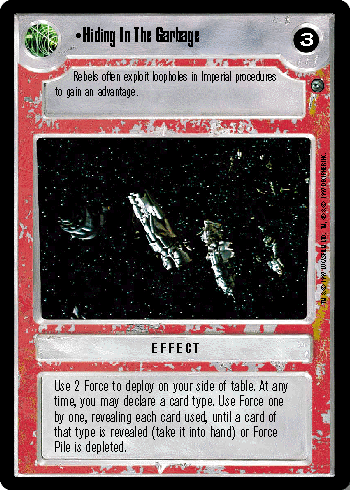 •Hiding In The Garbage
3
Rebels often exploit loopholes in Imperial procedures
to gain an advantage.
EFFECT
Use 2 Force to deploy on your side of table. At any
time, you may declare a card type. Use Force one
by one, revealing each card used, until a card of
that type is revealed (take it into hand) or Force
Pile is depleted.